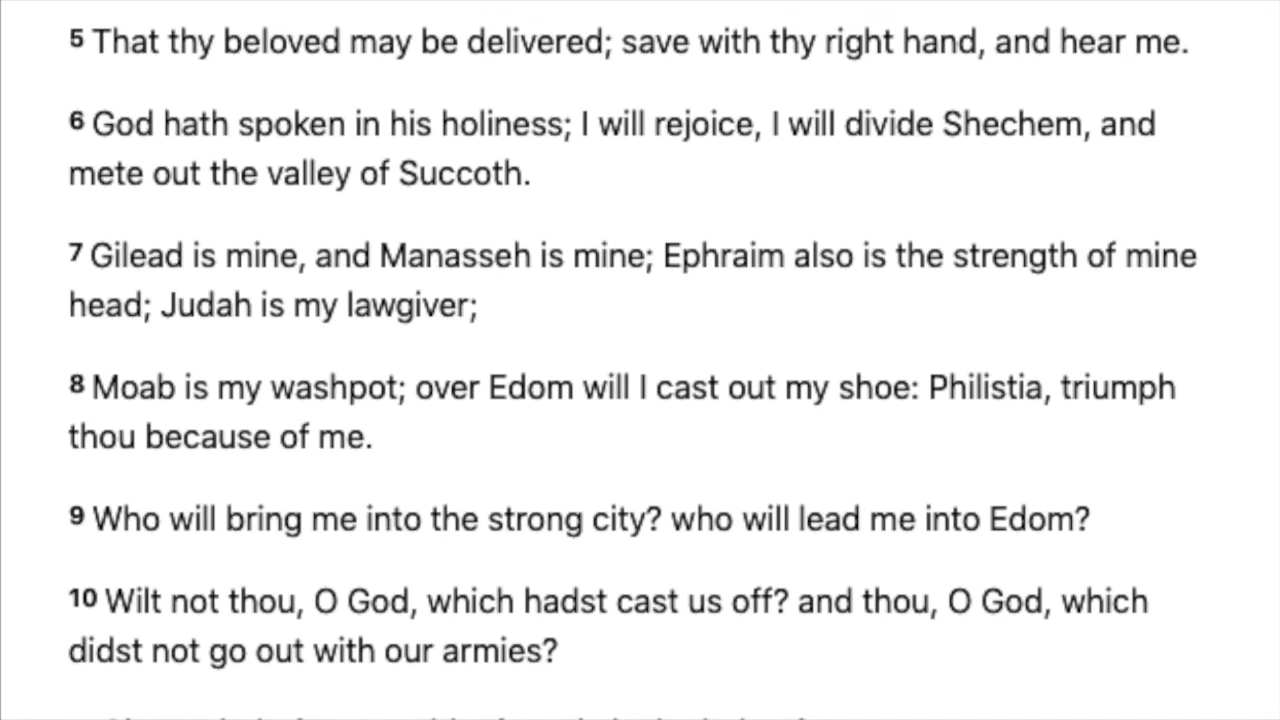 5 That thy beloved may be delivered; save with thy right hand, and hear me.
6 God hath spoken in his holiness; I will rejoice, I will divide Shechem, and
mete out the valley of Succoth.
7 Gilead is mine, and Manasseh is mine; Ephraim also is the strength of mine
head; Judah is my lawgiver;
8 Moab is my washpot; over Edom will I cast out my shoe: Philistia, triumph
thou because of me.
9 Who will bring me into the strong city? who will lead me into Edom?
10 Wilt not thou, O God, which hadst cast us off? and thou, O God, which
didst not go out with our armies?